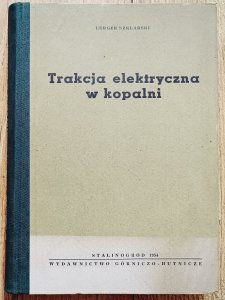 LUDGER SZKLARSKI
Trakcja elektryczna
w kopalni
STALINOGRÓD 1954
WYDAWNICTWO GÓRNICZO-HUTNICZE